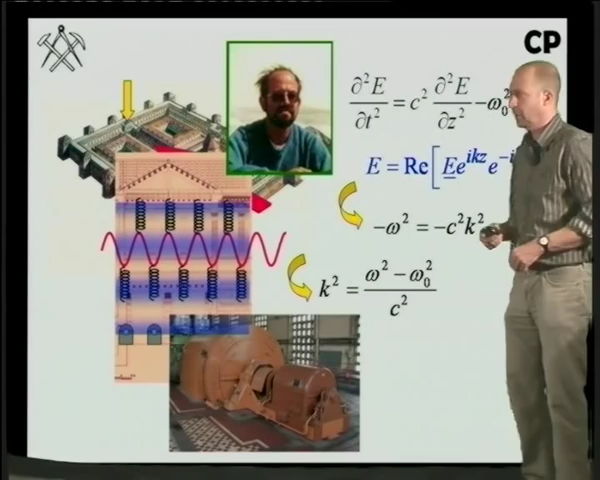 CP
∂²E/∂t² = c² ∂²E/∂z² − ω₀²
E = Re[E̲e^{ikz}e^{−i
−ω² = −c²k²
k² = (ω² − ω₀²)/c²